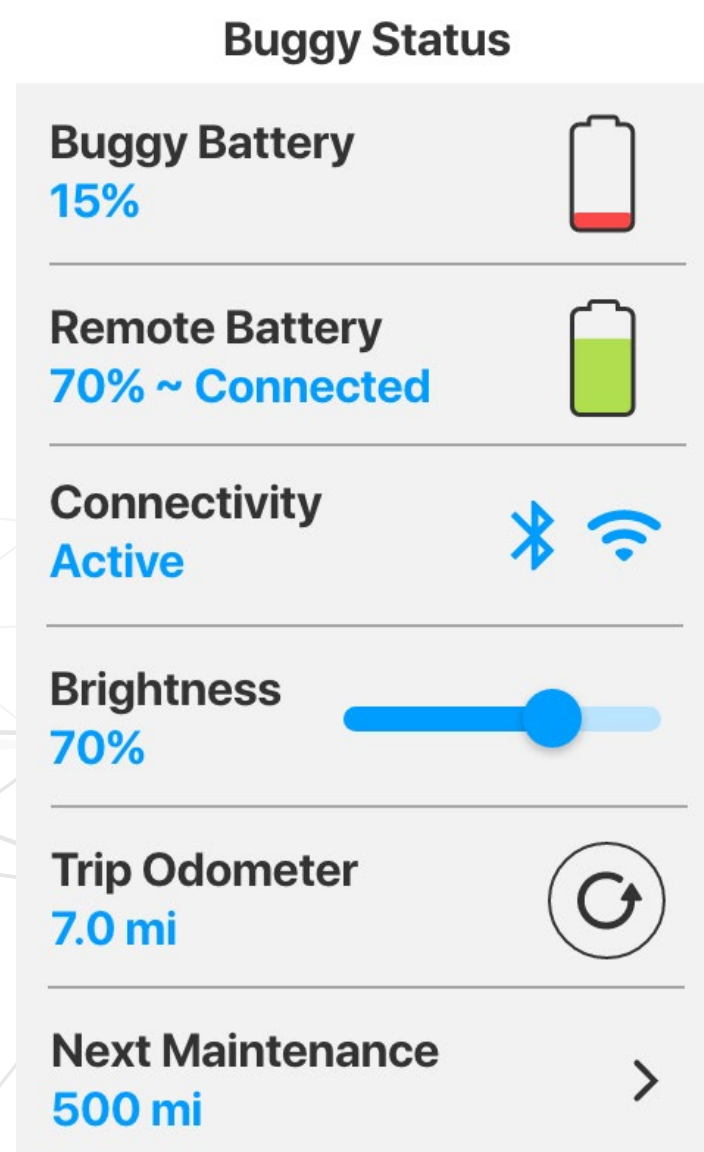 Buggy Status
Buggy Battery
15%
Remote Battery
70% ~ Connected
Connectivity
Active
Brightness
70%
Trip Odometer
7.0 mi
Next Maintenance
500 mi